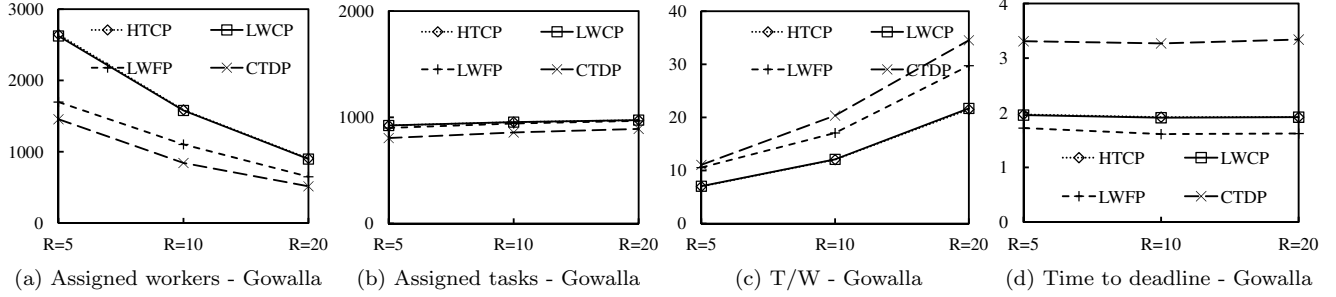 3000
2000
1000
0
HTCP
LWCP
LWFP
CTDP
R=5
R=10
R=20
(a) Assigned workers - Gowalla
2000
1000
0
HTCP
LWCP
LWFP
CTDP
R=5
R=10
R=20
(b) Assigned tasks - Gowalla
40
30
20
10
0
HTCP
LWCP
LWFP
CTDP
R=5
R=10
R=20
(c) T/W - Gowalla
4
3
2
1
0
HTCP
LWCP
LWFP
CTDP
R=5
R=10
R=20
(d) Time to deadline - Gowalla